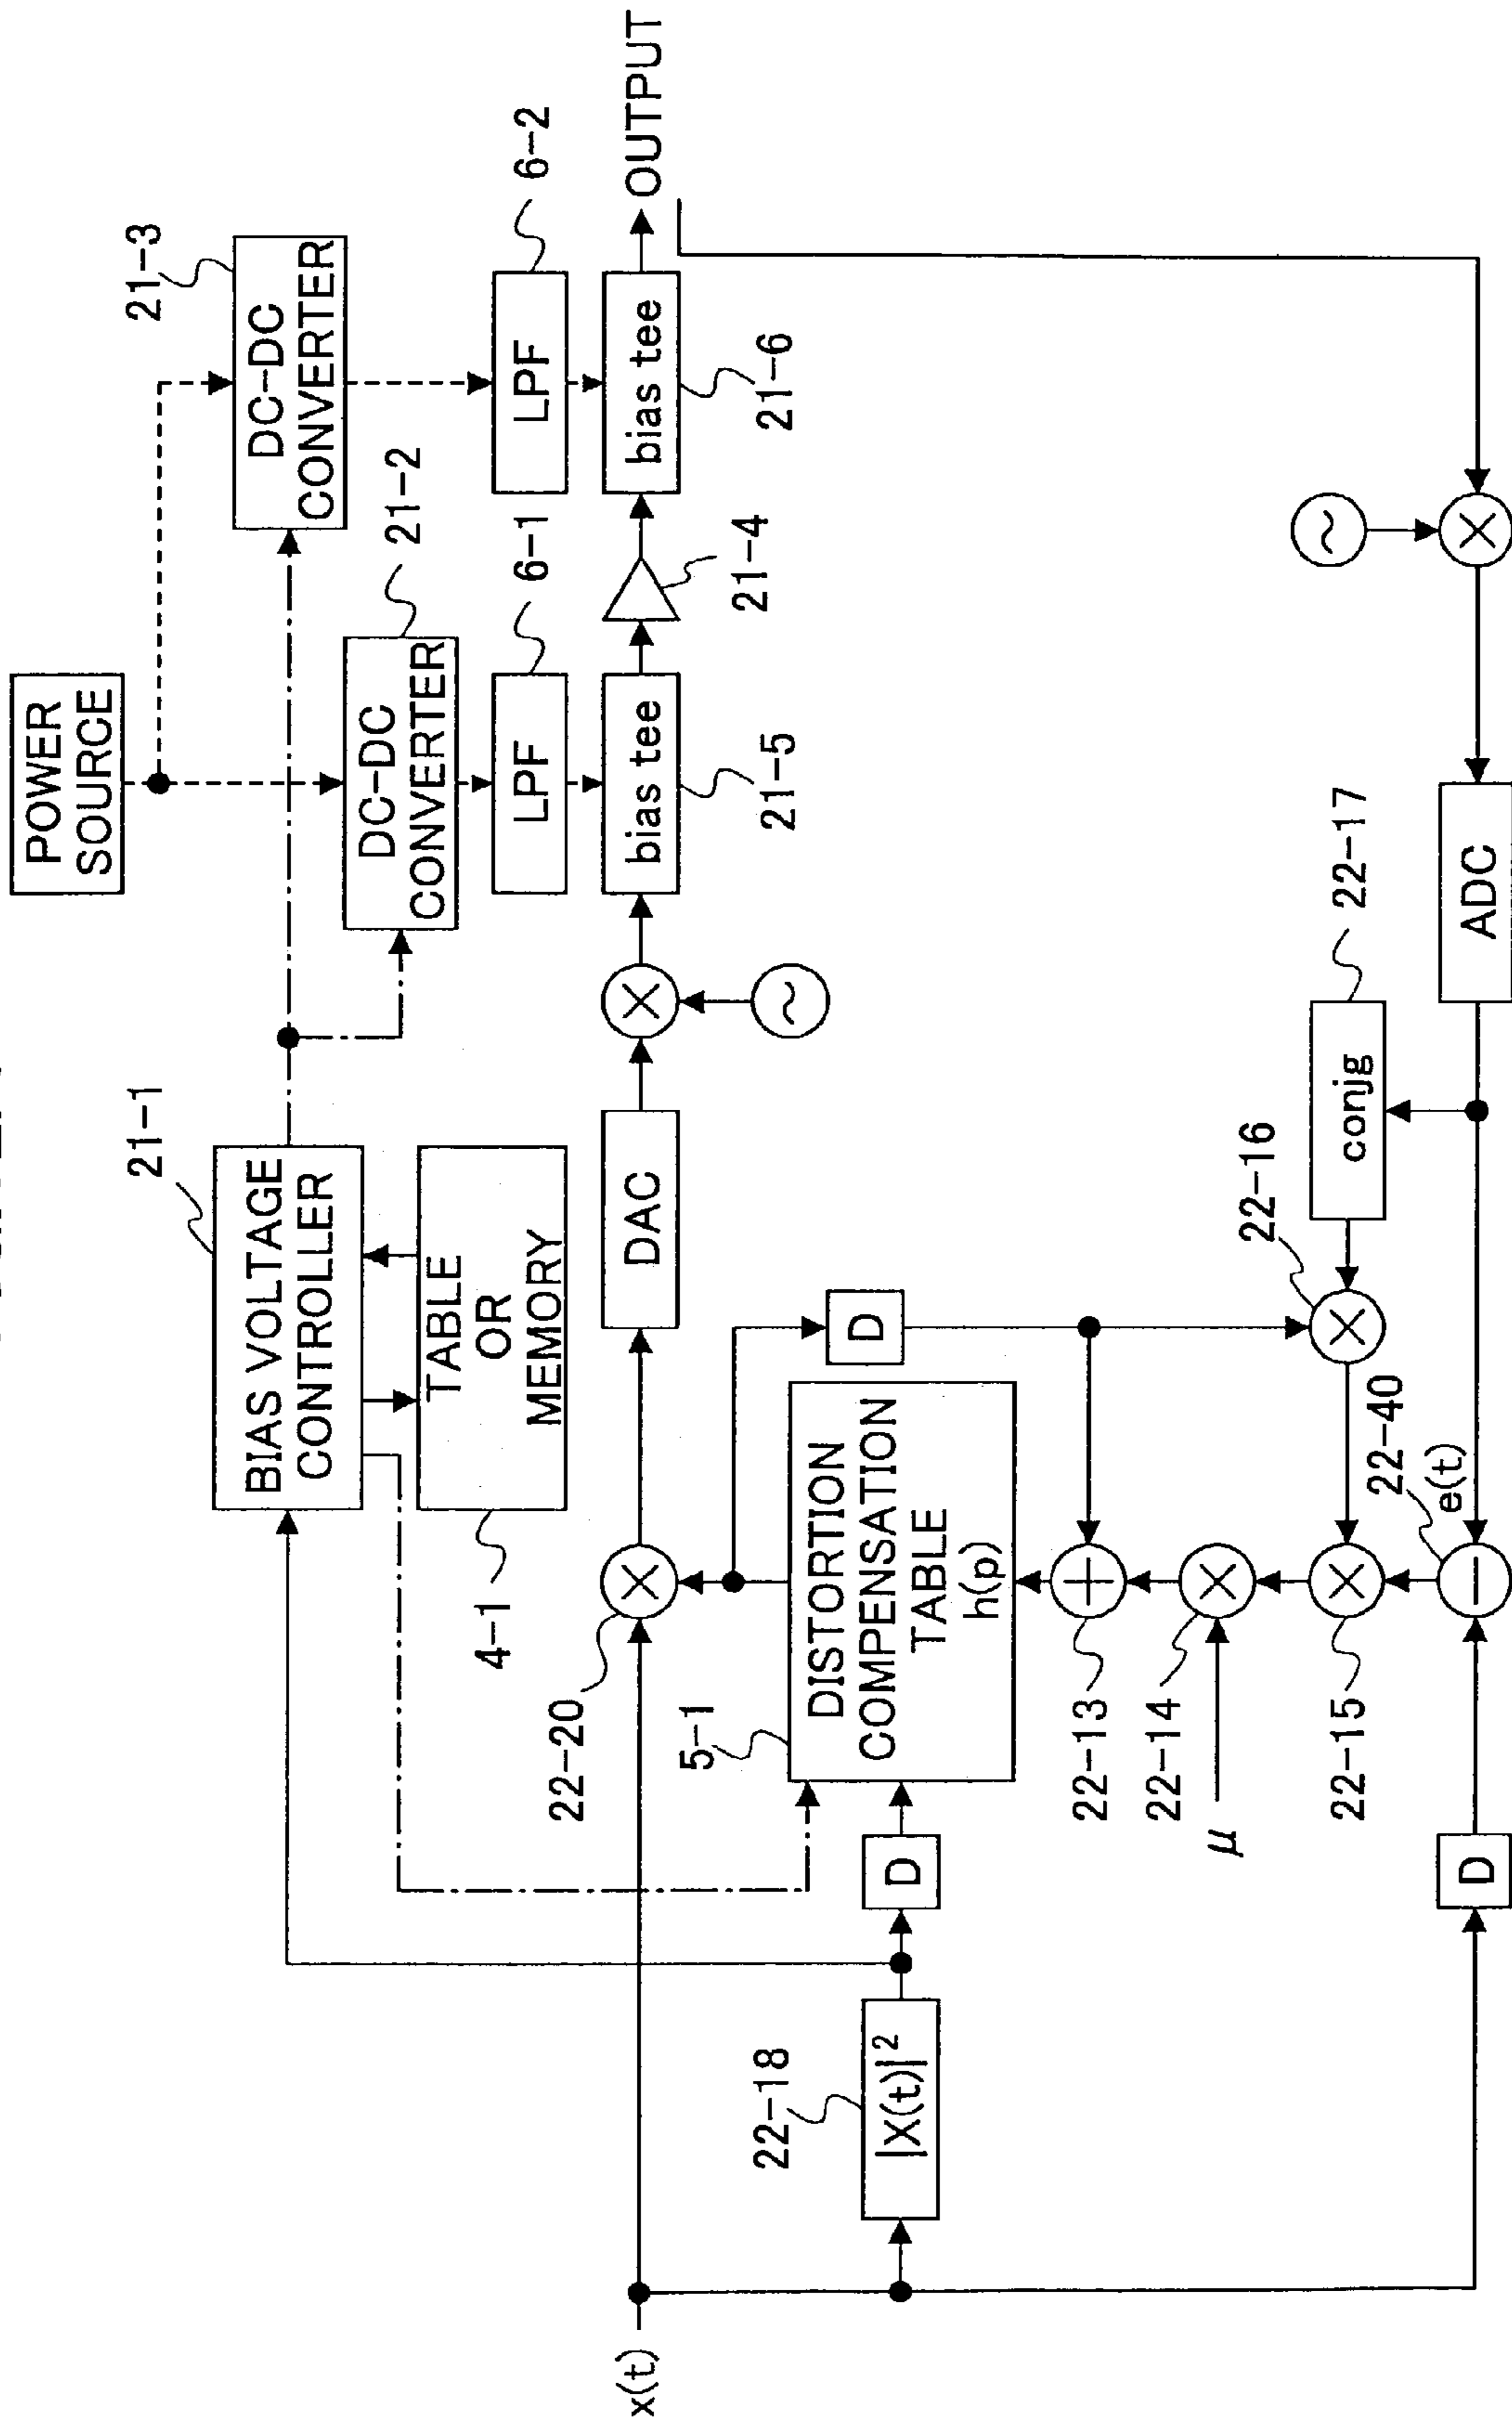 POWER
SOURCE
21-3
DC-DC
CONVERTER
21-2
DC-DC
CONVERTER
6-2
LPF
6-1
LPF
OUTPUT
bias tee
21-6
21-4
bias tee
21-5
21-1
BIAS VOLTAGE
CONTROLLER
TABLE
OR
MEMORY
4-1
DAC
22-20
5-1
DISTORTION
COMPENSATION
TABLE
h(p)
D
D
22-18
|X(t)|²
x(t)
22-13
22-14
μ
22-15
22-16
22-17
conjg
22-40
e(t)
ADC
D